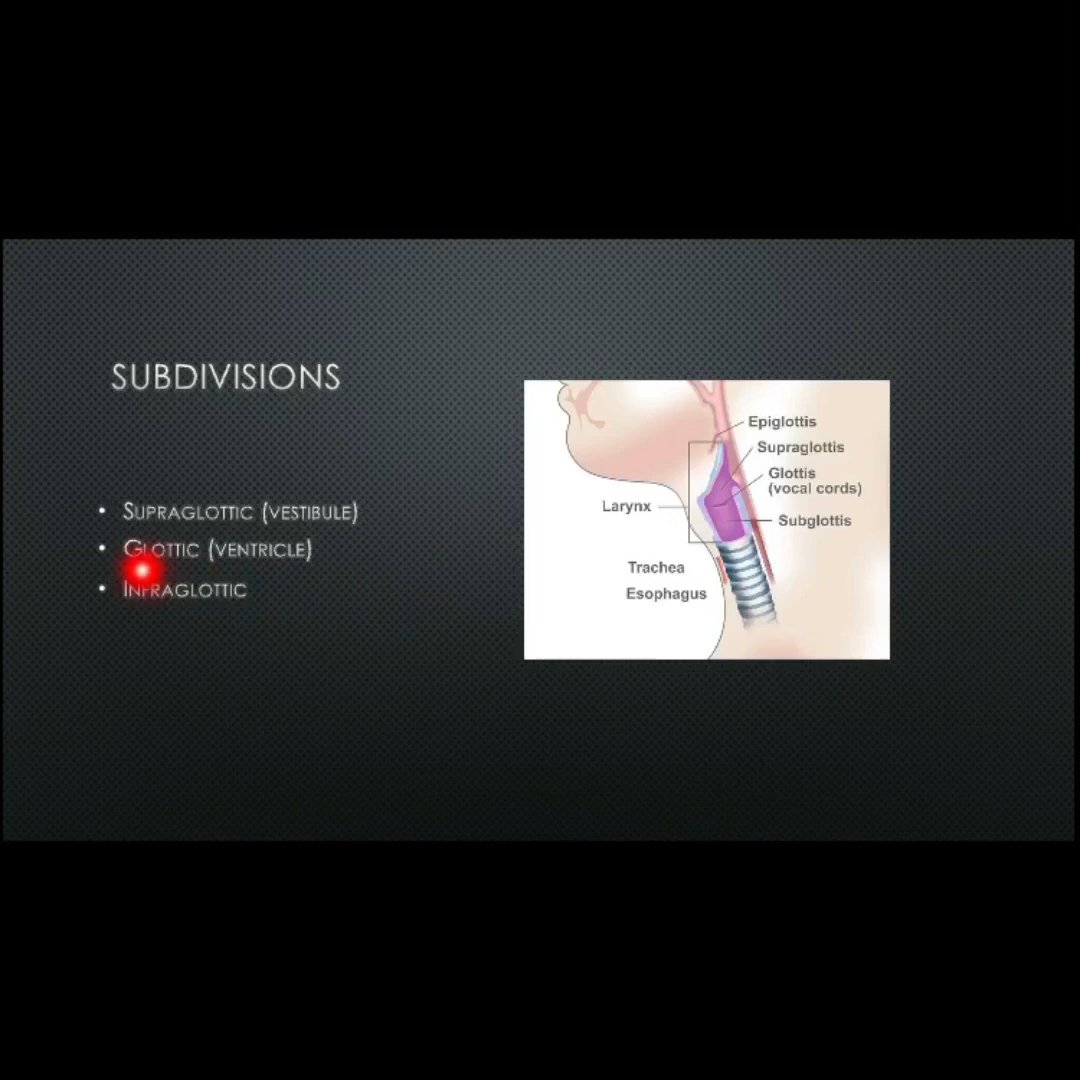 SUBDIVISIONS
• SUPRAGLOTTIC (VESTIBULE)
• GLOTTIC (VENTRICLE)
• INFRAGLOTTIC
Epiglottis
Supraglottis
Glottis
(vocal cords)
Larynx
Subglottis
Trachea
Esophagus